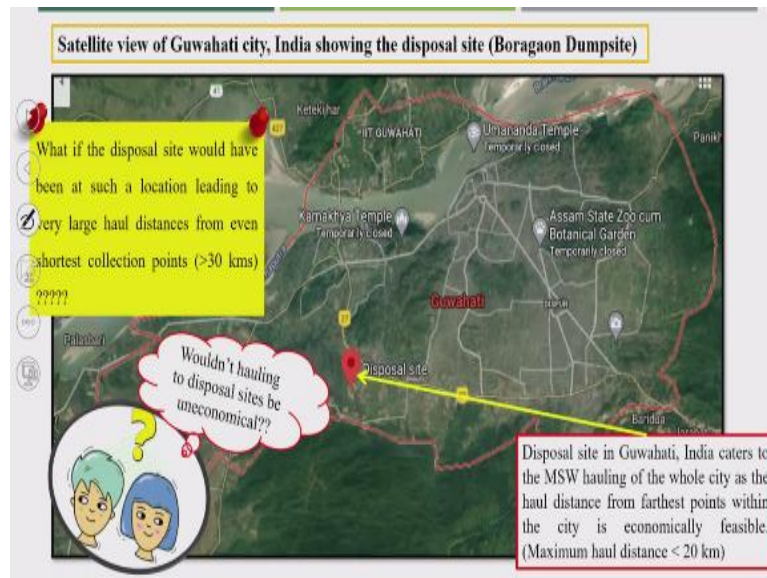 Satellite view of Guwahati city, India showing the disposal site (Boragaon Dumpsite)
What if the disposal site would have
been at such a location leading to
very large haul distances from even
shortest collection points (>30 kms)
?????
Ketekijhar
IIT GUWAHATI
Umananda Temple
Temporarily closed
Kamakhya Temple
Temporarily closed
Assam State Zoo cum
Botanical Garden
Temporarily closed
Guwahati
DISPUR
27
Palashbari
Disposal site
Baridua
Wouldn't hauling
to disposal sites be
uneconomical??
?
Disposal site in Guwahati, India caters to
the MSW hauling of the whole city as the
haul distance from farthest points within
the city is economically feasible.
(Maximum haul distance < 20 km)